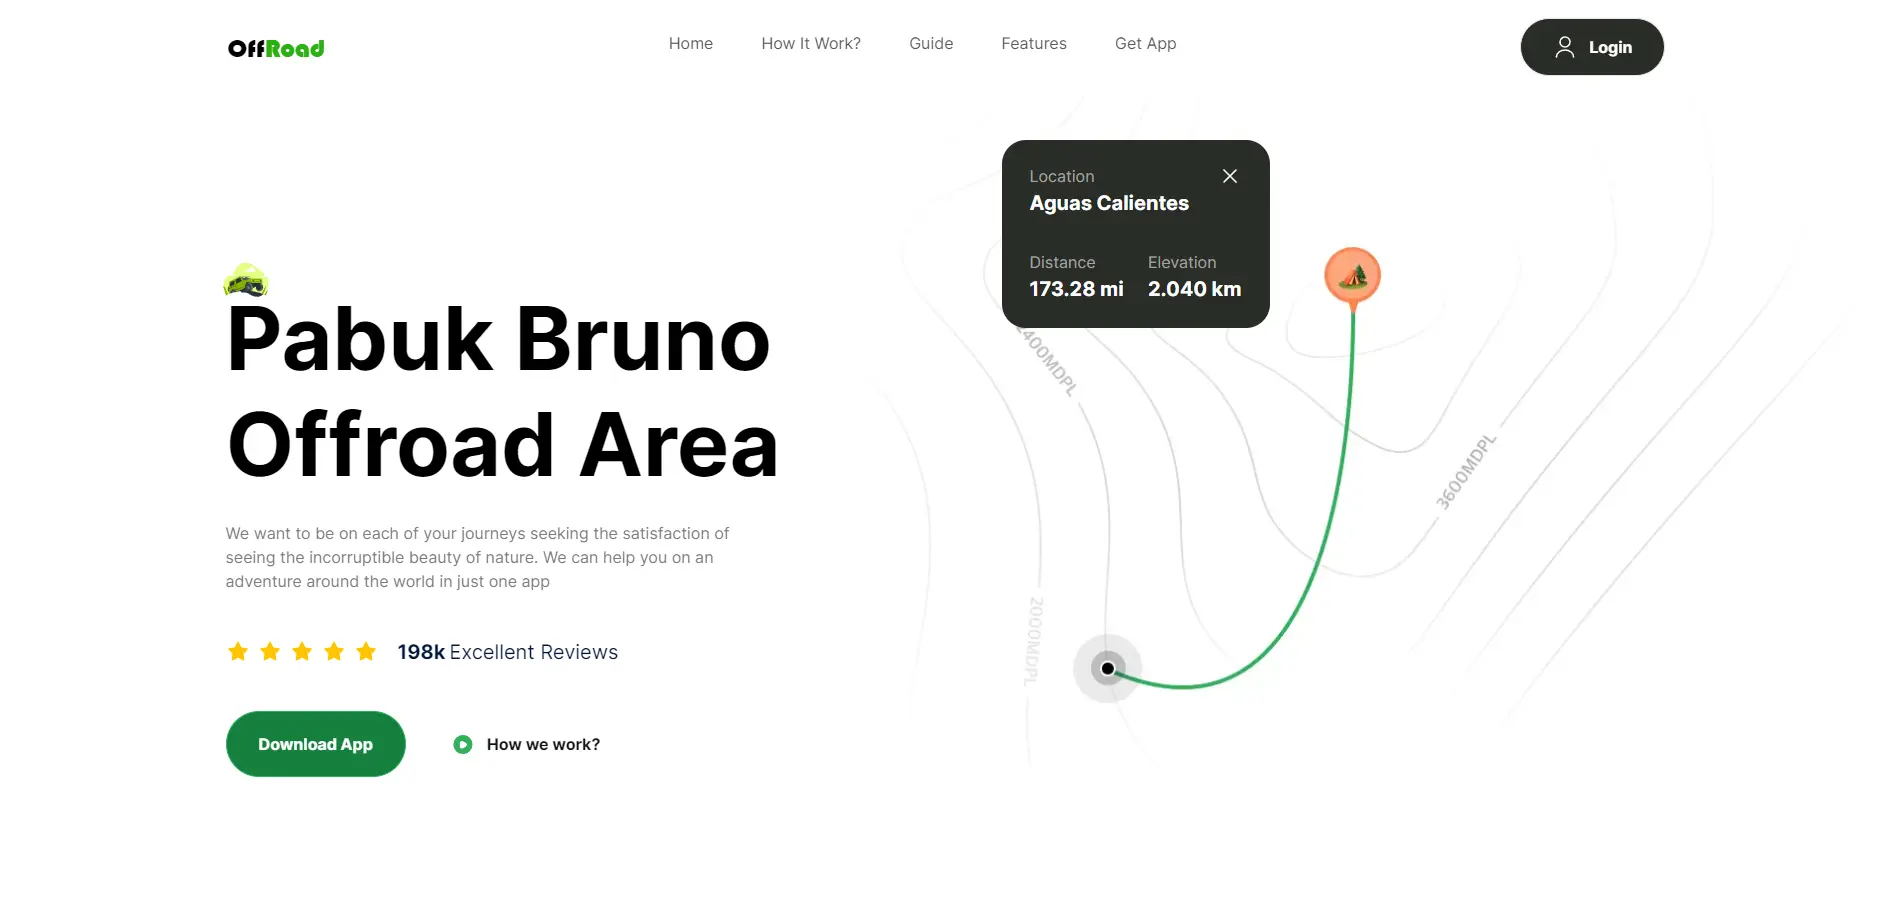 OffRoad
Home
How It Work?
Guide
Features
Get App
Login
Location
Aguas Calientes
Distance
Elevation
173.28 mi
2.040 km
2400MDPL
3600MDPL
2000MDPL
Pabuk Bruno
Offroad Area
We want to be on each of your journeys seeking the satisfaction of
seeing the incorruptible beauty of nature. We can help you on an
adventure around the world in just one app
198k Excellent Reviews
Download App
How we work?